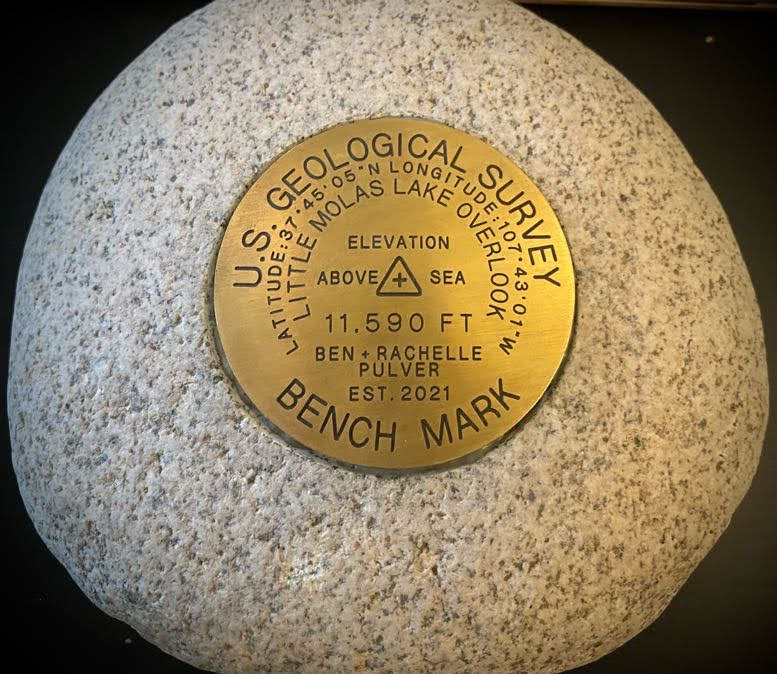 U.S. GEOLOGICAL SURVEY
LATITUDE:37°45'05"N LONGITUDE:107°43'01"W
LITTLE MOLAS LAKE OVERLOOK
ELEVATION
ABOVE SEA
11,590 FT
BEN + RACHELLE
PULVER
EST. 2021
BENCH MARK